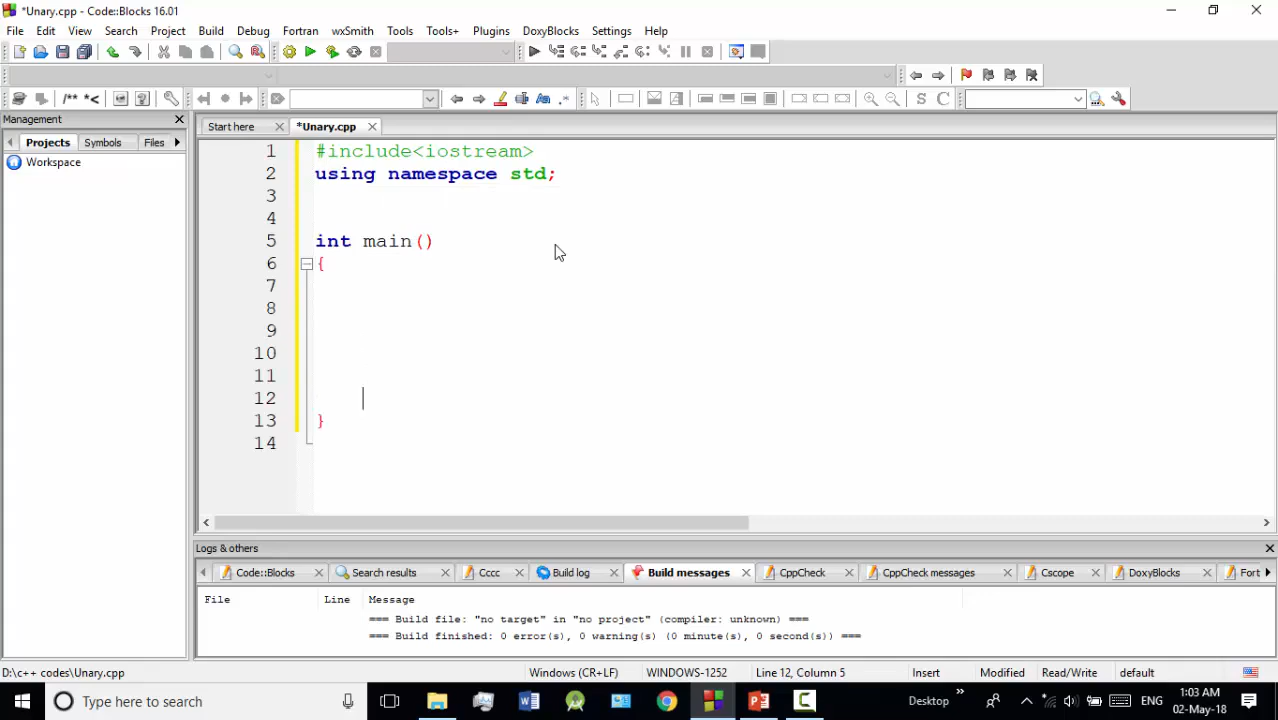 *Unary.cpp - Code::Blocks 16.01
File Edit View Search Project Build Debug Fortran wxSmith Tools Tools+ Plugins DoxyBlocks Settings Help
/** *<
S C
Management
Start here *Unary.cpp
Projects Symbols Files
Workspace
1 #include<iostream>
2 using namespace std;
3
4
5 int main()
6 {
7
8
9
10
11
12
13 }
14
Logs & others
Code::Blocks Search results Cccc Build log Build messages CppCheck CppCheck messages Cscope DoxyBlocks Fort
File Line Message
=== Build file: "no target" in "no project" (compiler: unknown) ===
=== Build finished: 0 error(s), 0 warning(s) (0 minute(s), 0 second(s)) ===
D:\c++ codes\Unary.cpp Windows (CR+LF) WINDOWS-1252 Line 12, Column 5 Insert Modified Read/Write default
Type here to search Desktop » ENG 1:03 AM
02-May-18